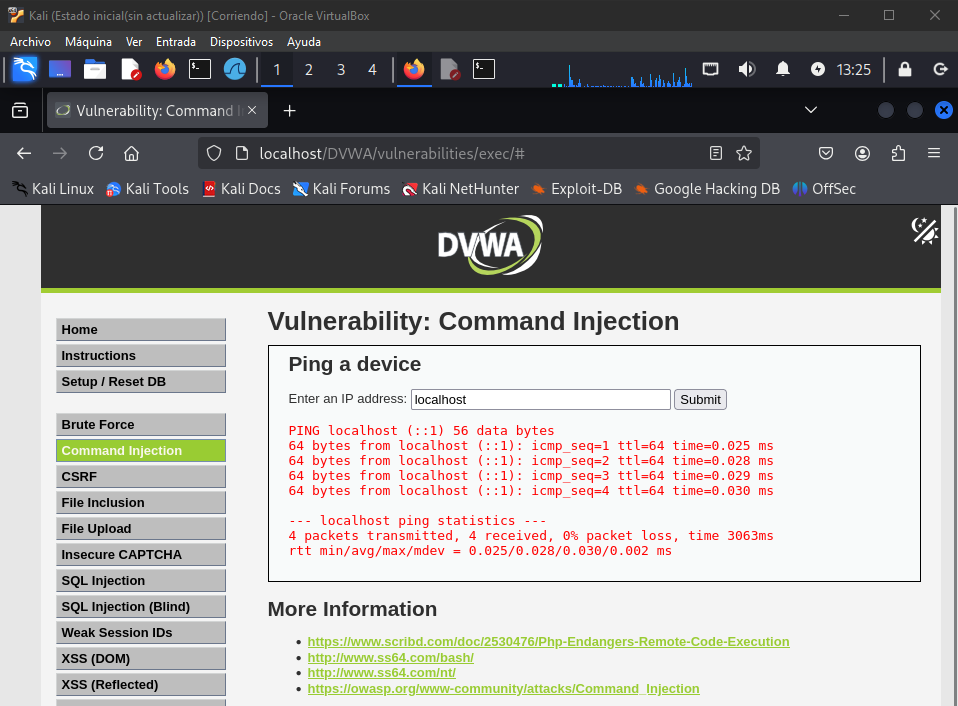 Kali (Estado inicial(sin actualizar)) [Corriendo] - Oracle VirtualBox
Archivo Máquina Ver Entrada Dispositivos Ayuda
1 2 3 4 13:25
Vulnerability: Command I
localhost/DVWA/vulnerabilities/exec/#
Kali Linux Kali Tools Kali Docs Kali Forums Kali NetHunter Exploit-DB Google Hacking DB OffSec
DVWA
Home
Instructions
Setup / Reset DB
Brute Force
Command Injection
CSRF
File Inclusion
File Upload
Insecure CAPTCHA
SQL Injection
SQL Injection (Blind)
Weak Session IDs
XSS (DOM)
XSS (Reflected)
Vulnerability: Command Injection
Ping a device
Enter an IP address: localhost Submit
PING localhost (::1) 56 data bytes
64 bytes from localhost (::1): icmp_seq=1 ttl=64 time=0.025 ms
64 bytes from localhost (::1): icmp_seq=2 ttl=64 time=0.028 ms
64 bytes from localhost (::1): icmp_seq=3 ttl=64 time=0.029 ms
64 bytes from localhost (::1): icmp_seq=4 ttl=64 time=0.030 ms
--- localhost ping statistics ---
4 packets transmitted, 4 received, 0% packet loss, time 3063ms
rtt min/avg/max/mdev = 0.025/0.028/0.030/0.002 ms
More Information
https://www.scribd.com/doc/2530476/Php-Endangers-Remote-Code-Execution
http://www.ss64.com/bash/
http://www.ss64.com/nt/
https://owasp.org/www-community/attacks/Command_Injection